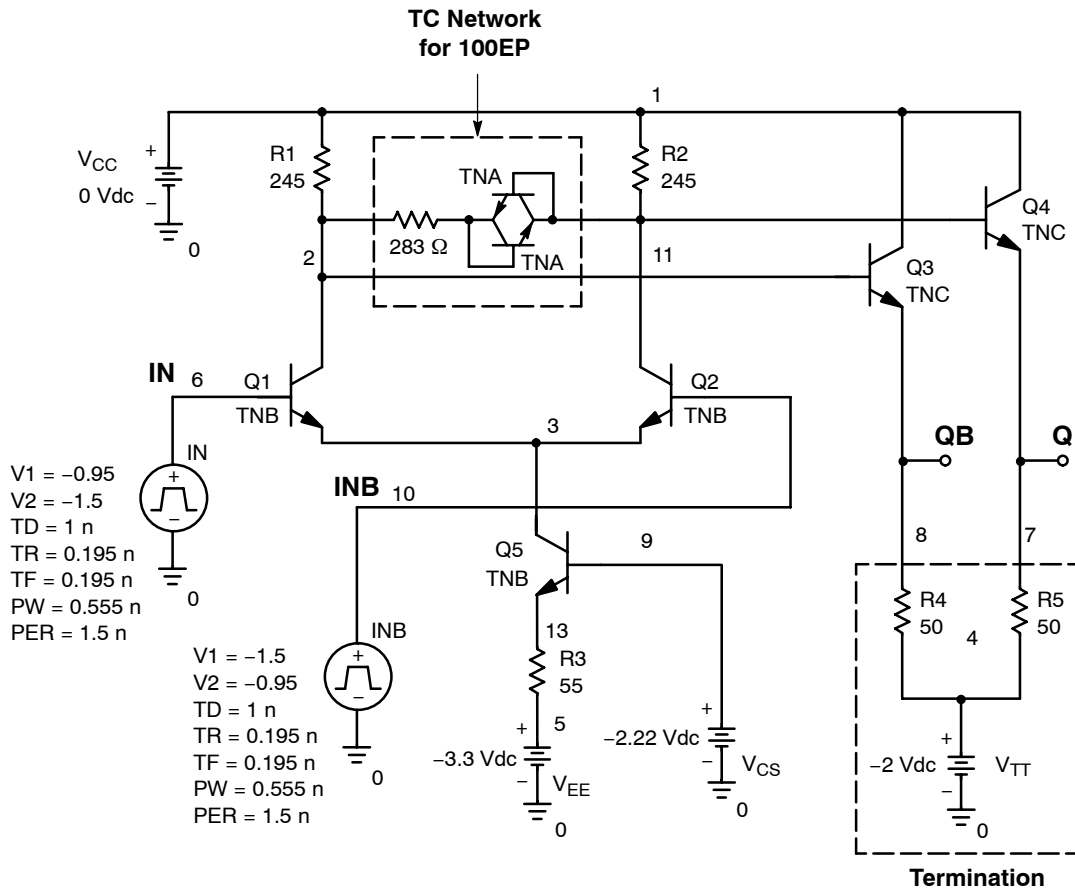 TC Network
for 100EP
1
V_CC
+
0 Vdc
−
0
R1
245
TNA
283 Ω
TNA
R2
245
2
11
Q4
TNC
Q3
TNC
IN
6
Q1
TNB
Q2
TNB
3
QB
Q
V1 = −0.95
V2 = −1.5
TD = 1 n
TR = 0.195 n
TF = 0.195 n
PW = 0.555 n
PER = 1.5 n
IN
+
−
0
INB
10
Q5
TNB
9
8
7
V1 = −1.5
V2 = −0.95
TD = 1 n
TR = 0.195 n
TF = 0.195 n
PW = 0.555 n
PER = 1.5 n
INB
+
−
0
13
R3
55
5
+
−3.3 Vdc
−
V_EE
0
+
−2.22 Vdc
−
V_CS
0
R4
50
4
R5
50
+
−2 Vdc
−
V_TT
0
Termination